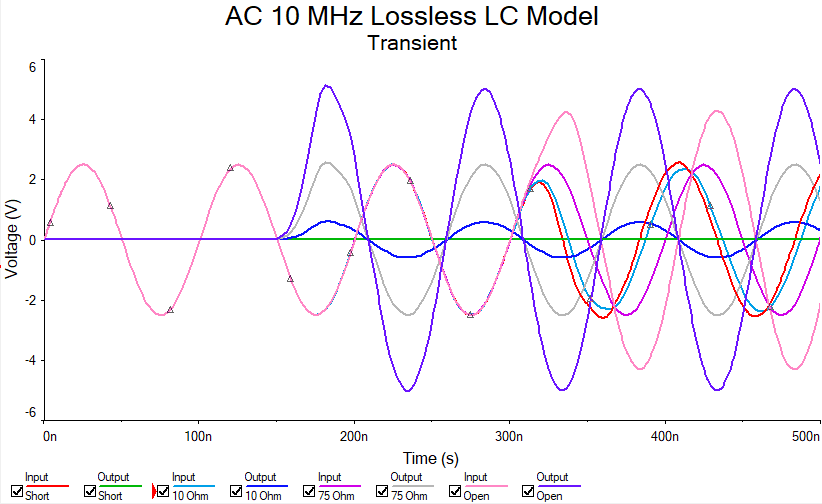 AC 10 MHz Lossless LC Model
Transient
Voltage (V)
6
4
2
0
-2
-4
-6
0n 100n 200n 300n 400n 500n
Time (s)
Input Short
Output Short
Input 10 Ohm
Output 10 Ohm
Input 75 Ohm
Output 75 Ohm
Input Open
Output Open